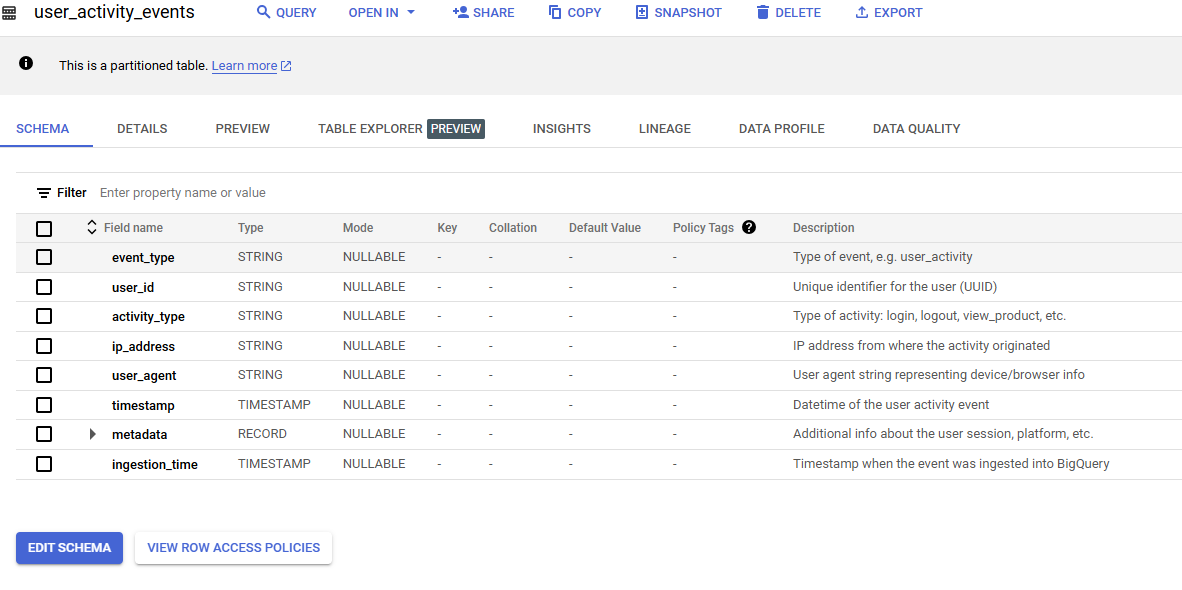 user_activity_events QUERY OPEN IN SHARE COPY SNAPSHOT DELETE EXPORT
This is a partitioned table. Learn more
SCHEMA DETAILS PREVIEW TABLE EXPLORER PREVIEW INSIGHTS LINEAGE DATA PROFILE DATA QUALITY
Filter Enter property name or value
Field name Type Mode Key Collation Default Value Policy Tags ? Description
event_type STRING NULLABLE - - - - Type of event, e.g. user_activity
user_id STRING NULLABLE - - - - Unique identifier for the user (UUID)
activity_type STRING NULLABLE - - - - Type of activity: login, logout, view_product, etc.
ip_address STRING NULLABLE - - - - IP address from where the activity originated
user_agent STRING NULLABLE - - - - User agent string representing device/browser info
timestamp TIMESTAMP NULLABLE - - - - Datetime of the user activity event
metadata RECORD NULLABLE - - - - Additional info about the user session, platform, etc.
ingestion_time TIMESTAMP NULLABLE - - - - Timestamp when the event was ingested into BigQuery
EDIT SCHEMA VIEW ROW ACCESS POLICIES